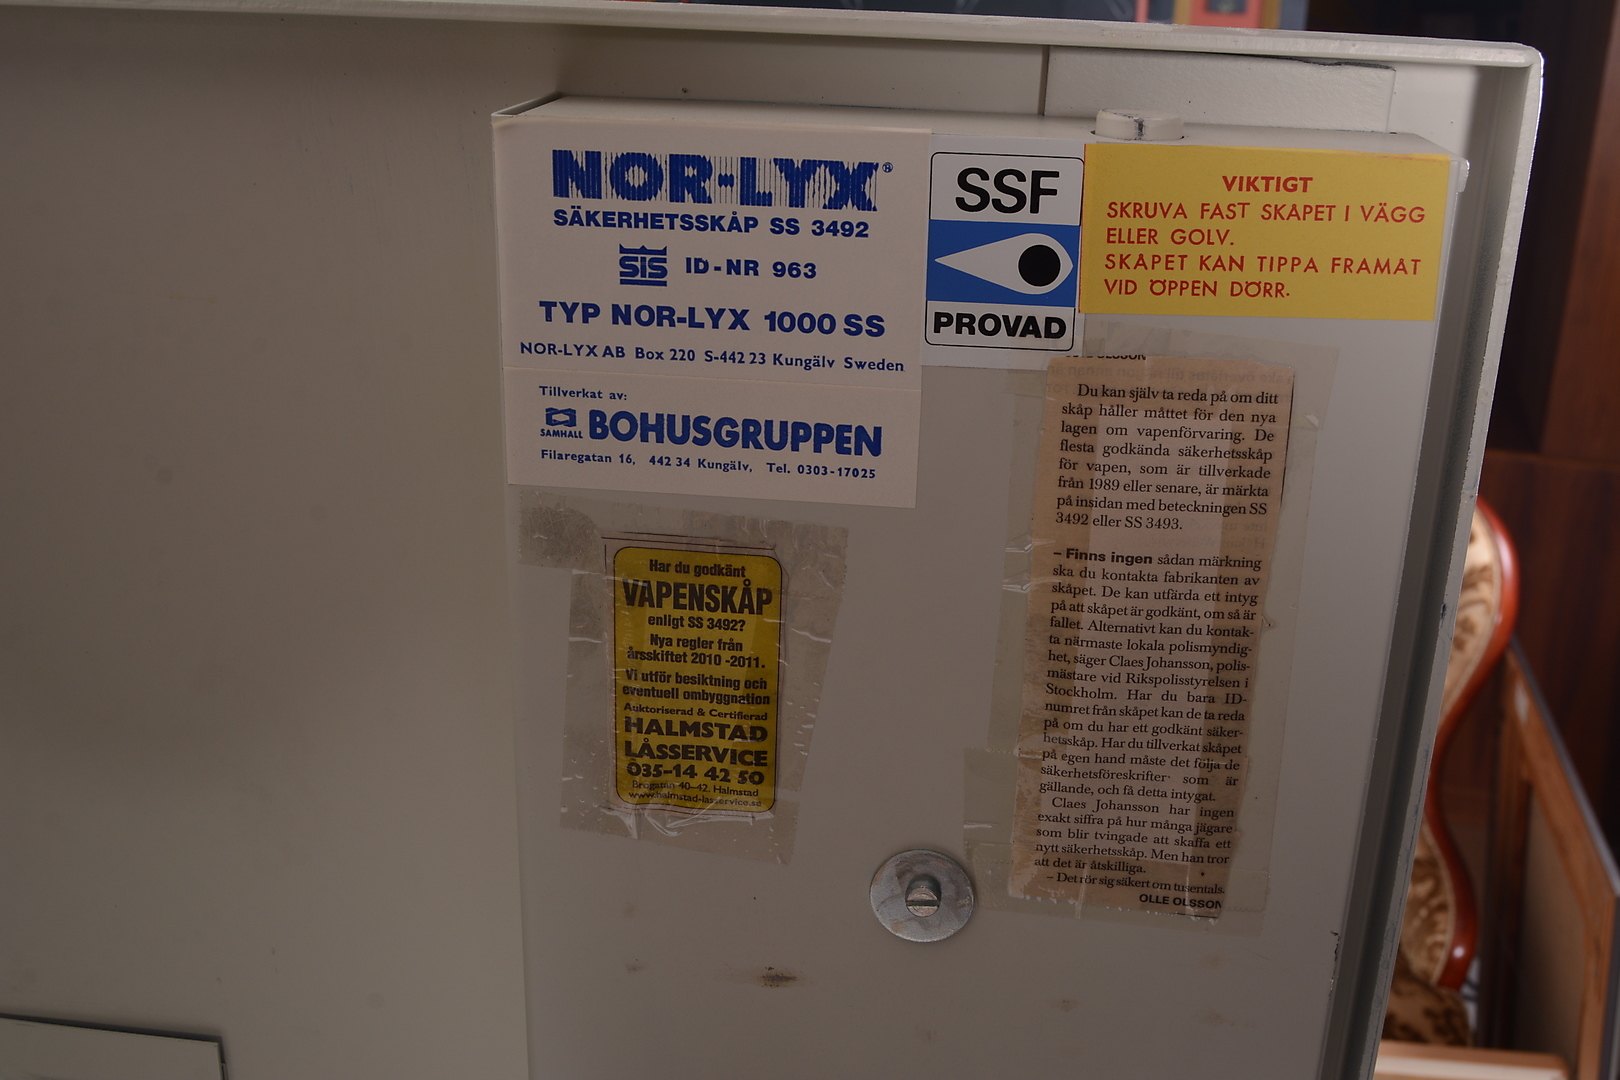 NOR-LYX®
SÄKERHETSSKÅP SS 3492
SIS ID-NR 963
TYP NOR-LYX 1000 SS
NOR-LYX AB Box 220 S-442 23 Kungälv Sweden
Tillverkat av:
SAMHALL BOHUSGRUPPEN
Filaregatan 16, 442 34 Kungälv, Tel. 0303-17025
SSF
PROVAD
VIKTIGT
SKRUVA FAST SKÅPET I VÄGG
ELLER GOLV.
SKÅPET KAN TIPPA FRAMÅT
VID ÖPPEN DÖRR.
Har du godkänt
VAPENSKÅP
enligt SS 3492?
Nya regler från
årsskiftet 2010 -2011.
Vi utför besiktning och
eventuell ombyggnation
Auktoriserad & Certifierad
HALMSTAD
LÅSSERVICE
035-14 42 50
Brogatan 40-42, Halmstad
www.halmstad-lasservice.se
OLSSON
Du kan själv ta reda på om ditt
skåp håller måttet för den nya
lagen om vapenförvaring. De
flesta godkända säkerhetsskåp
för vapen, som är tillverkade
från 1989 eller senare, är märkta
på insidan med beteckningen SS
3492 eller SS 3493.
– Finns ingen sådan märkning
ska du kontakta fabrikanten av
skåpet. De kan utfärda ett intyg
på att skåpet är godkänt, om så är
fallet. Alternativt kan du kontak-
ta närmaste lokala polismyndig-
het, säger Claes Johansson, polis-
mästare vid Rikspolisstyrelsen i
Stockholm. Har du bara ID-
numret från skåpet kan de ta reda
på om du har ett godkänt säker-
hetsskåp. Har du tillverkat skåpet
på egen hand måste det följa de
säkerhetsföreskrifter som är
gällande, och få detta intygat.
Claes Johansson har ingen
exakt siffra på hur många jägare
som blir tvingade att skaffa ett
nytt säkerhetsskåp. Men han tror
att det är åtskilliga.
– Det rör sig säkert om tusentals.
OLLE OLSSON